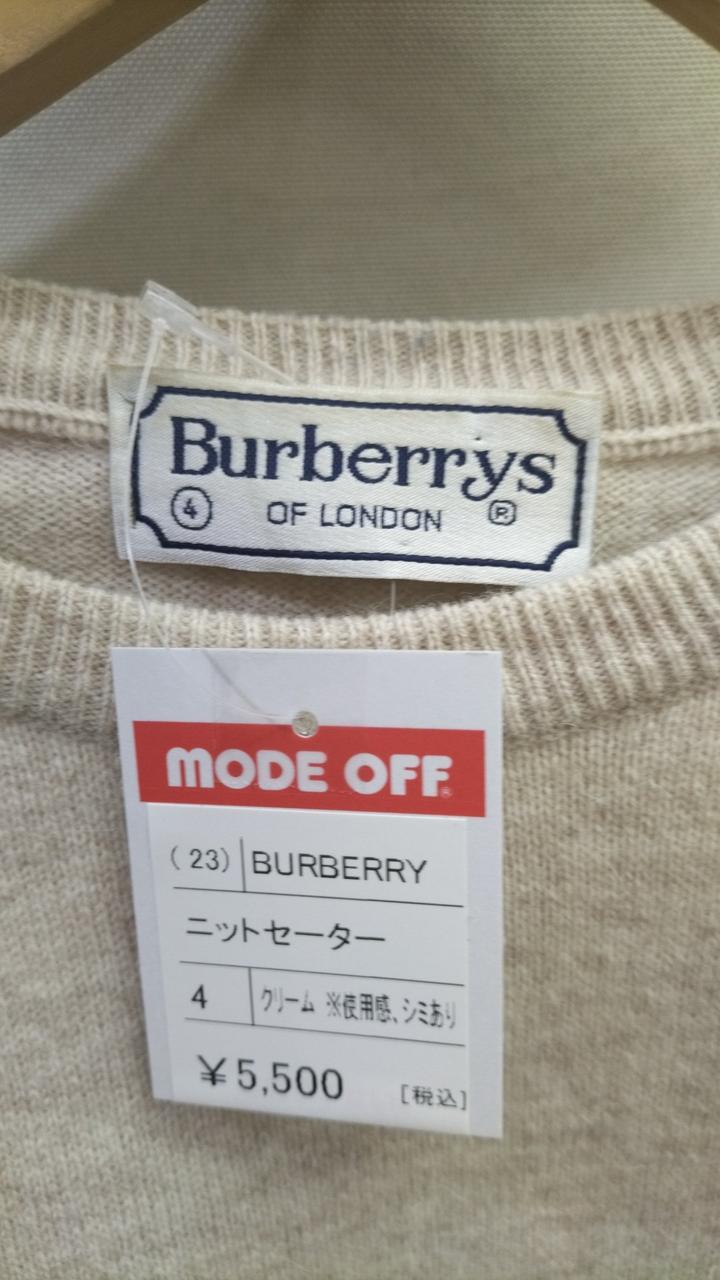 Burberrys
4 OF LONDON ®
MODE OFF®
(23) BURBERRY
ニットセーター
4 クリーム ※使用感、シミあり
¥5,500 [税込]